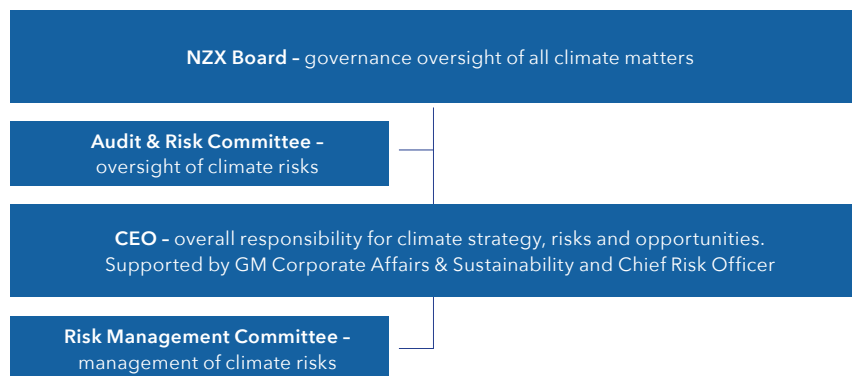 NZX Board – governance oversight of all climate matters
Audit & Risk Committee –
oversight of climate risks
CEO – overall responsibility for climate strategy, risks and opportunities.
Supported by GM Corporate Affairs & Sustainability and Chief Risk Officer
Risk Management Committee –
management of climate risks